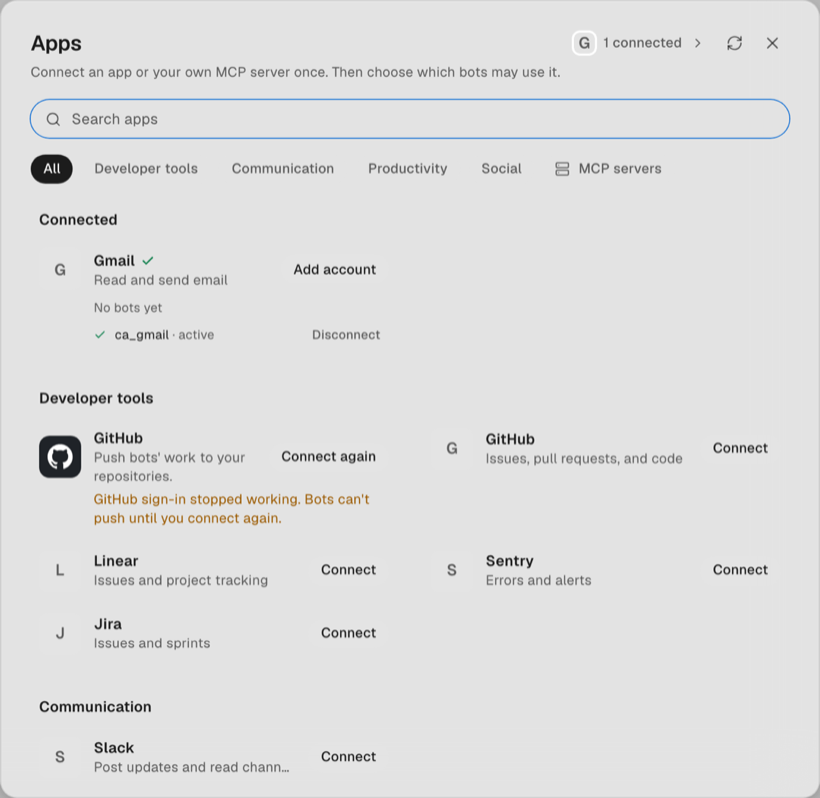 Apps
G 1 connected
Connect an app or your own MCP server once. Then choose which bots may use it.
Search apps
All Developer tools Communication Productivity Social MCP servers
Connected
G
Gmail
Add account
Read and send email
No bots yet
ca_gmail · active Disconnect
Developer tools
GitHub
Push bots' work to your
repositories.
Connect again
GitHub sign-in stopped working. Bots can't
push until you connect again.
G
GitHub
Issues, pull requests, and code
Connect
L
Linear
Issues and project tracking
Connect
S
Sentry
Errors and alerts
Connect
J
Jira
Issues and sprints
Connect
Communication
S
Slack
Post updates and read chann...
Connect